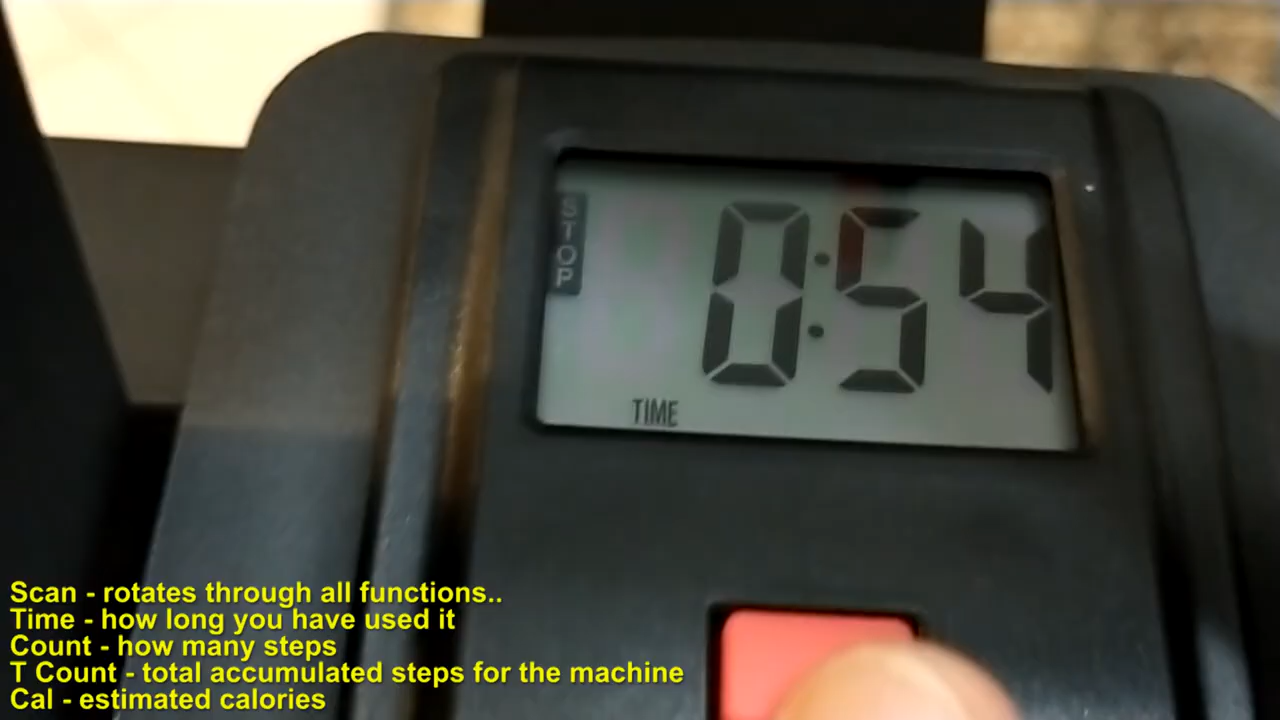 STOP
0:54
TIME
Scan - rotates through all functions..
Time - how long you have used it
Count - how many steps
T Count - total accumulated steps for the machine
Cal - estimated calories